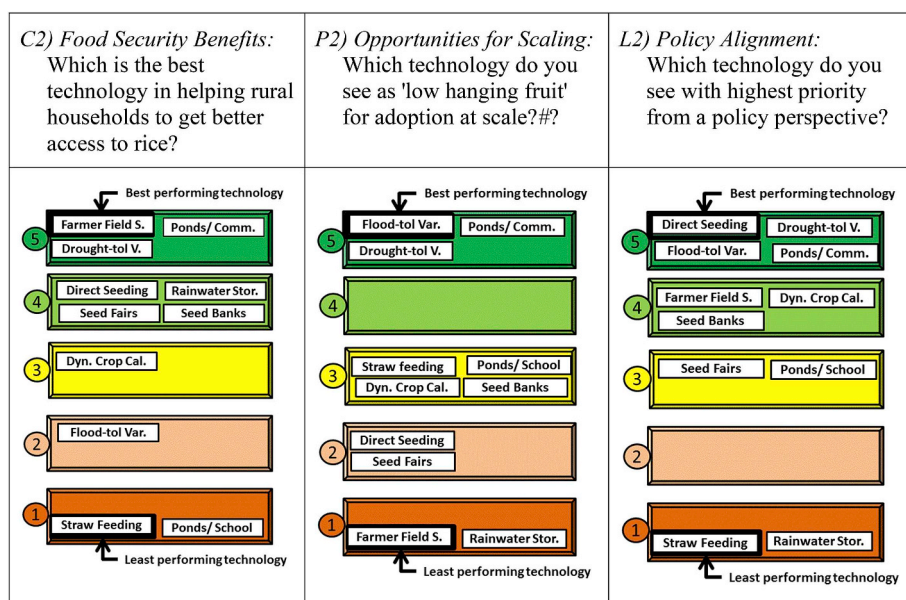 C2) Food Security Benefits:
Which is the best
technology in helping rural
households to get better
access to rice?
P2) Opportunities for Scaling:
Which technology do you
see as 'low hanging fruit'
for adoption at scale?#?
L2) Policy Alignment:
Which technology do you
see with highest priority
from a policy perspective?
Best performing technology
5
Farmer Field S.
Ponds/ Comm.
Drought-tol V.
4
Direct Seeding
Rainwater Stor.
Seed Fairs
Seed Banks
3
Dyn. Crop Cal.
2
Flood-tol Var.
1
Straw Feeding
Ponds/ School
Least performing technology
Best performing technology
5
Flood-tol Var.
Ponds/ Comm.
Drought-tol V.
4
3
Straw feeding
Ponds/ School
Dyn. Crop Cal.
Seed Banks
2
Direct Seeding
Seed Fairs
1
Farmer Field S.
Rainwater Stor.
Least performing technology
Best performing technology
5
Direct Seeding
Drought-tol V.
Flood-tol Var.
Ponds/ Comm.
4
Farmer Field S.
Dyn. Crop Cal.
Seed Banks
3
Seed Fairs
Ponds/ School
2
1
Straw Feeding
Rainwater Stor.
Least performing technology